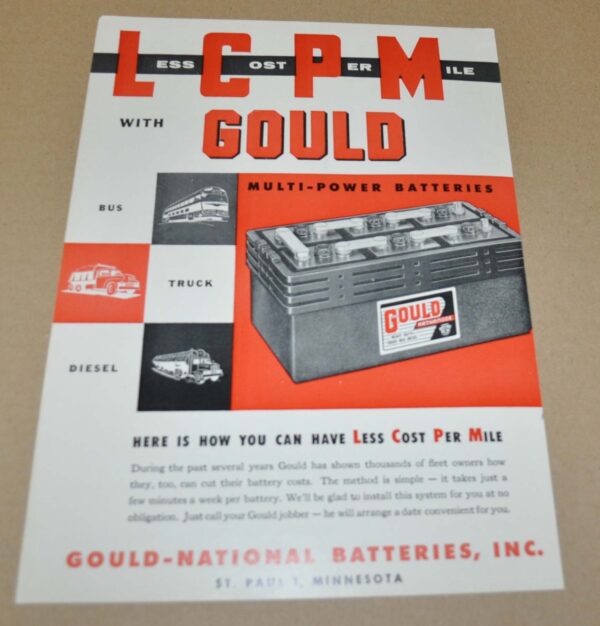 LESS COST PER MILE
WITH GOULD
MULTI-POWER BATTERIES
BUS
TRUCK
DIESEL
GOULD
KATHANODE
HERE IS HOW YOU CAN HAVE LESS COST PER MILE
During the past several years Gould has shown thousands of fleet owners how
they, too, can cut their battery costs. The method is simple — it takes just a
few minutes a week per battery. We'll be glad to install this system for you at no
obligation. Just call your Gould jobber — he will arrange a date convenient for you.
GOULD-NATIONAL BATTERIES, INC.
ST. PAUL 1, MINNESOTA